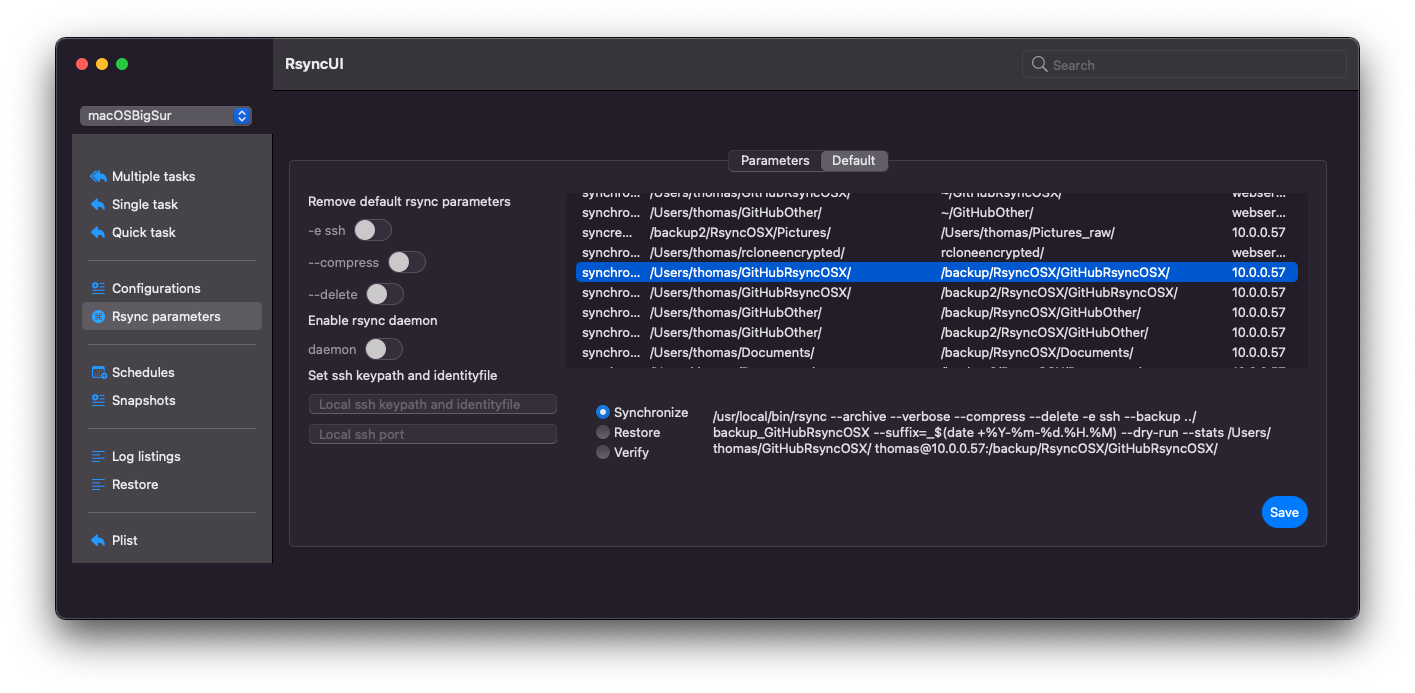 RsyncUI
Search
macOSBigSur
Multiple tasks
Single task
Quick task
Configurations
Rsync parameters
Schedules
Snapshots
Log listings
Restore
Plist
Parameters Default
Remove default rsync parameters
-e ssh
--compress
--delete
Enable rsync daemon
daemon
Set ssh keypath and identityfile
Local ssh keypath and identityfile
Local ssh port
synchro... /Users/thomas/GitHubRsyncOSX/ ~/GitHubRsyncOSX/ webser...
synchro... /Users/thomas/GitHubOther/ ~/GitHubOther/ webser...
syncre... /backup2/RsyncOSX/Pictures/ /Users/thomas/Pictures_raw/ 10.0.0.57
synchro... /Users/thomas/rcloneencrypted/ rcloneencrypted/ webser...
synchro... /Users/thomas/GitHubRsyncOSX/ /backup/RsyncOSX/GitHubRsyncOSX/ 10.0.0.57
synchro... /Users/thomas/GitHubRsyncOSX/ /backup2/RsyncOSX/GitHubRsyncOSX/ 10.0.0.57
synchro... /Users/thomas/GitHubOther/ /backup/RsyncOSX/GitHubOther/ 10.0.0.57
synchro... /Users/thomas/GitHubOther/ /backup2/RsyncOSX/GitHubOther/ 10.0.0.57
synchro... /Users/thomas/Documents/ /backup/RsyncOSX/Documents/ 10.0.0.57
Synchronize
Restore
Verify
/usr/local/bin/rsync --archive --verbose --compress --delete -e ssh --backup ../
backup_GitHubRsyncOSX --suffix=_$(date +%Y-%m-%d.%H.%M) --dry-run --stats /Users/
thomas/GitHubRsyncOSX/ thomas@10.0.0.57:/backup/RsyncOSX/GitHubRsyncOSX/
Save